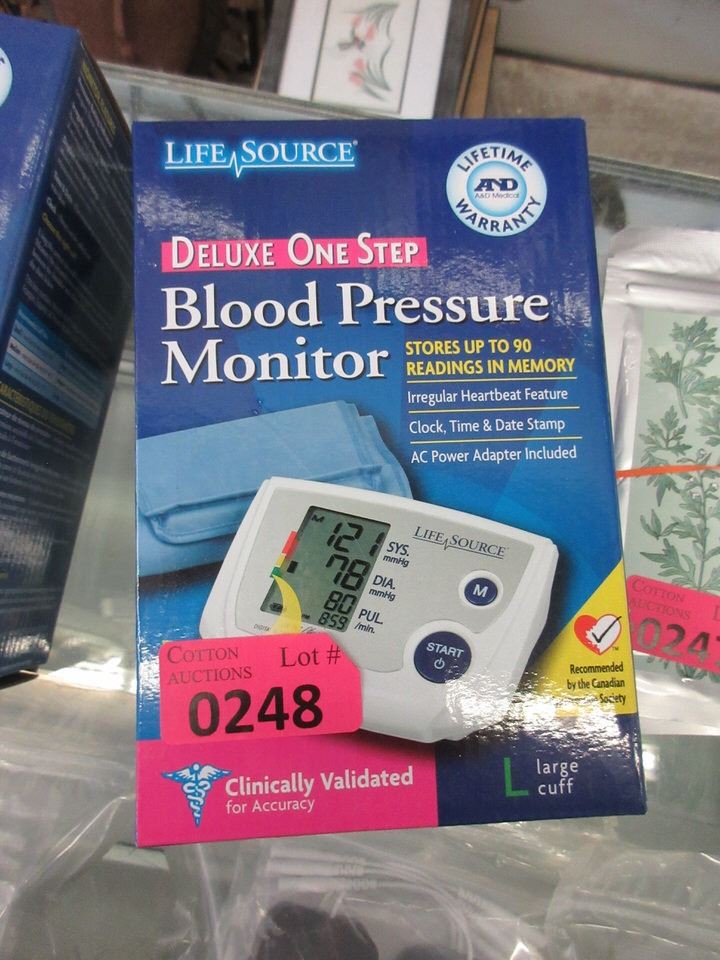 LIFE SOURCE®
LIFETIME
AND
A&D Medical
WARRANTY
DELUXE ONE STEP
Blood Pressure
Monitor
STORES UP TO 90
READINGS IN MEMORY
Irregular Heartbeat Feature
Clock, Time & Date Stamp
AC Power Adapter Included
M
121
SYS.
mmHg
78
DIA.
mmHg
80
PUL.
/min.
859
LIFE SOURCE
M
START
COTTON
AUCTIONS
Lot #
0248
Recommended
by the Canadian
Society
Clinically Validated
for Accuracy
L large
cuff
COTTON
AUCTIONS
024